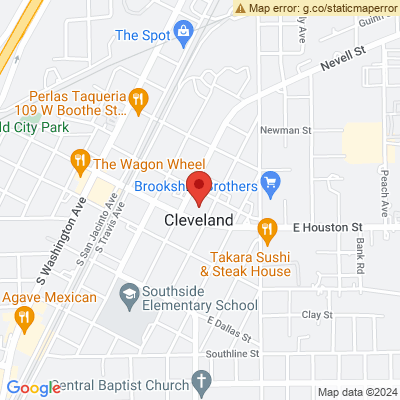 Map error: g.co/staticmaperror
The Spot
Nevell St
Perlas Taqueria
109 W Boothe St...
Newman St
ld City Park
The Wagon Wheel
Peach Ave
Brooksh
Brothers
S Washington Ave
S San Jacinto Ave
S Travis Ave
Cleveland
E Houston St
Takara Sushi
& Steak House
Bank Rd
Agave Mexican
Southside
Elementary School
Clay St
E Dallas St
Southline St
Google
Central Baptist Church
Map data ©2024